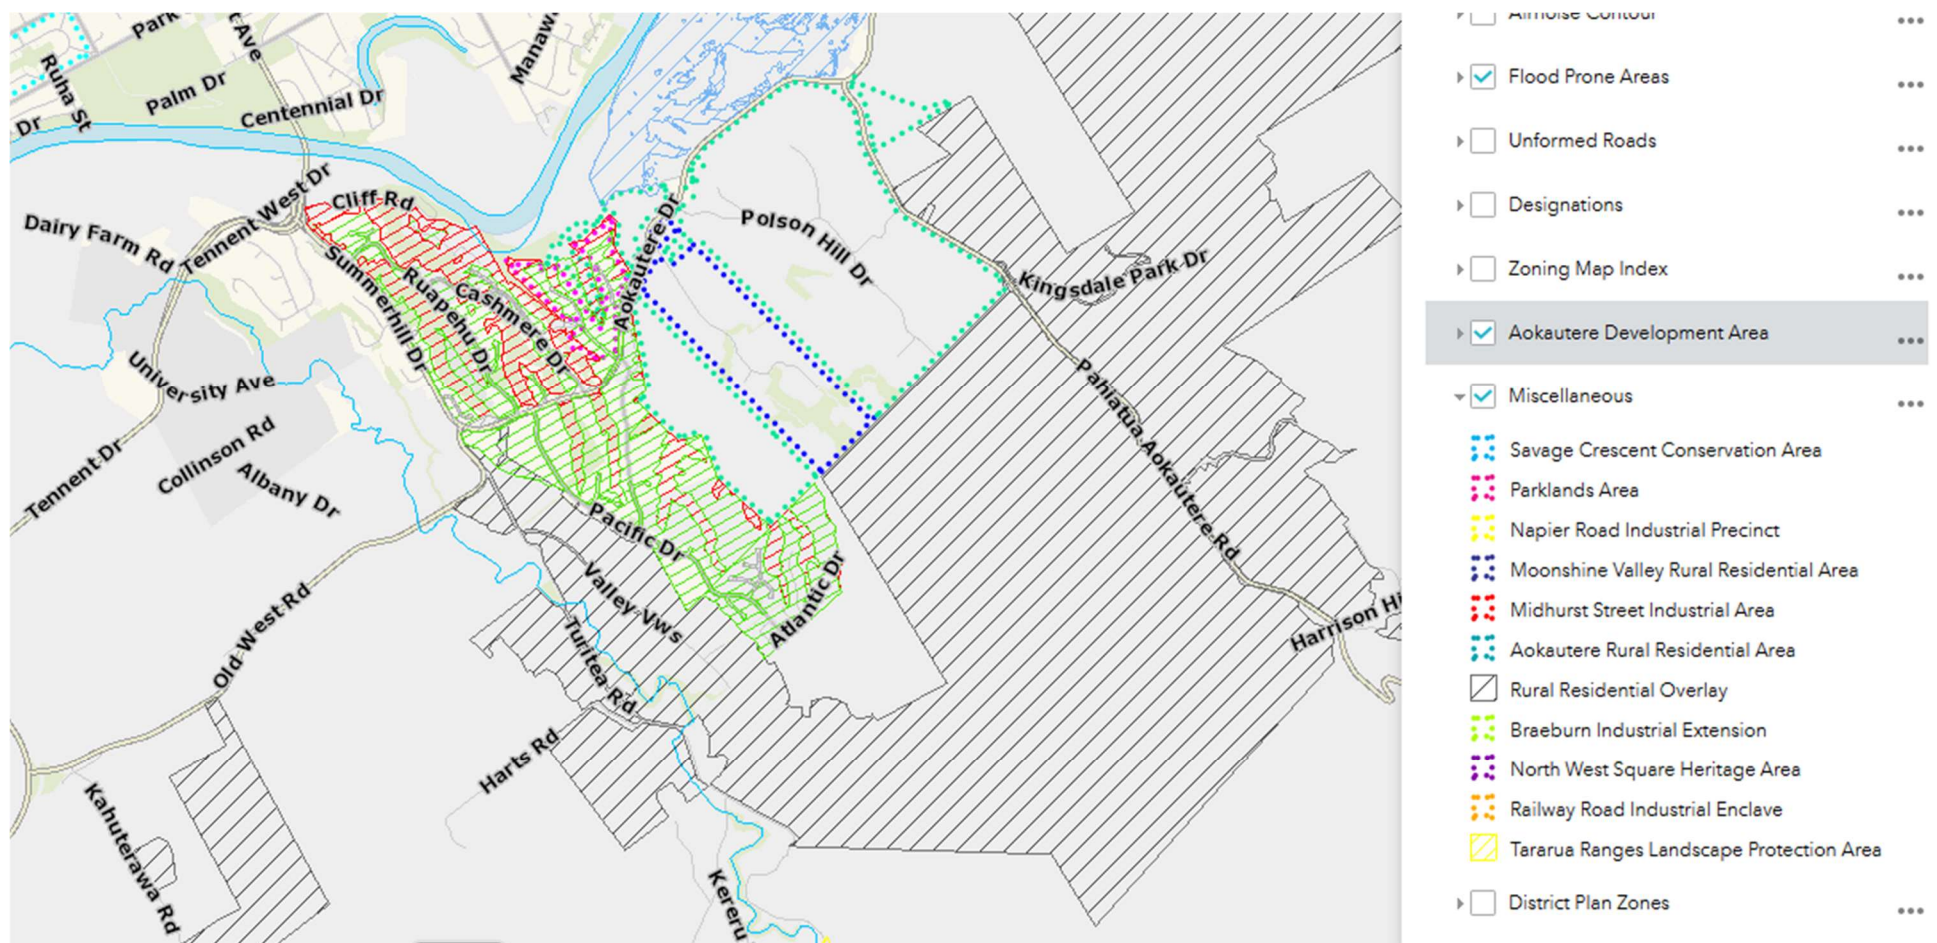 Park
t Ave
Manaw
Ruha St
Palm Dr
Centennial Dr
Dr
Tennent West Dr
Cliff Rd
Dairy Farm Rd
Summerhill Dr
Ruapehu Dr
Cashmere Dr
Aokautere Dr
Polson Hill Dr
Kingsdale Park Dr
University Ave
Collinson Rd
Albany Dr
Tennent Dr
Pahiatua Aokautere Rd
Pacific Dr
Valley Vws
Atlantic Dr
Old West Rd
Turitea Rd
Harrison Hi
Harts Rd
Kahuterawa Rd
Kereru
Airnoise Contour
Flood Prone Areas
Unformed Roads
Designations
Zoning Map Index
Aokautere Development Area
Miscellaneous
Savage Crescent Conservation Area
Parklands Area
Napier Road Industrial Precinct
Moonshine Valley Rural Residential Area
Midhurst Street Industrial Area
Aokautere Rural Residential Area
Rural Residential Overlay
Braeburn Industrial Extension
North West Square Heritage Area
Railway Road Industrial Enclave
Tararua Ranges Landscape Protection Area
District Plan Zones